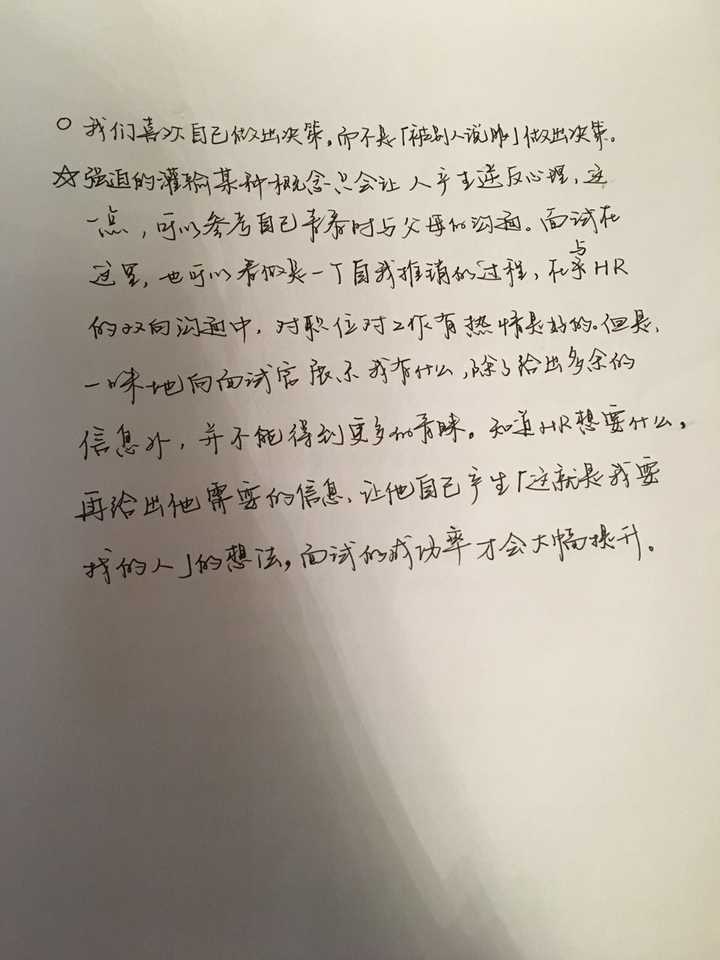 ○ 我们喜欢自己做出决策,而不是「被别人说服」做出决策。
☆强迫的灌输某种概念只会让人产生逆反心理,这
一点,可以参考自己青春时与父母的沟通。面试在
这里,也可以看做是一个自我推销的过程,在与HR
的双向沟通中,对职位对工作有热情是好的。但是,
一味地向面试官展示我有什么,除了给出多余的
信息外,并不能得到更多的青睐。知道HR想要什么,
再给出他需要的信息,让他自己产生「这就是我要
找的人」的想法,面试的成功率才会大幅提升。